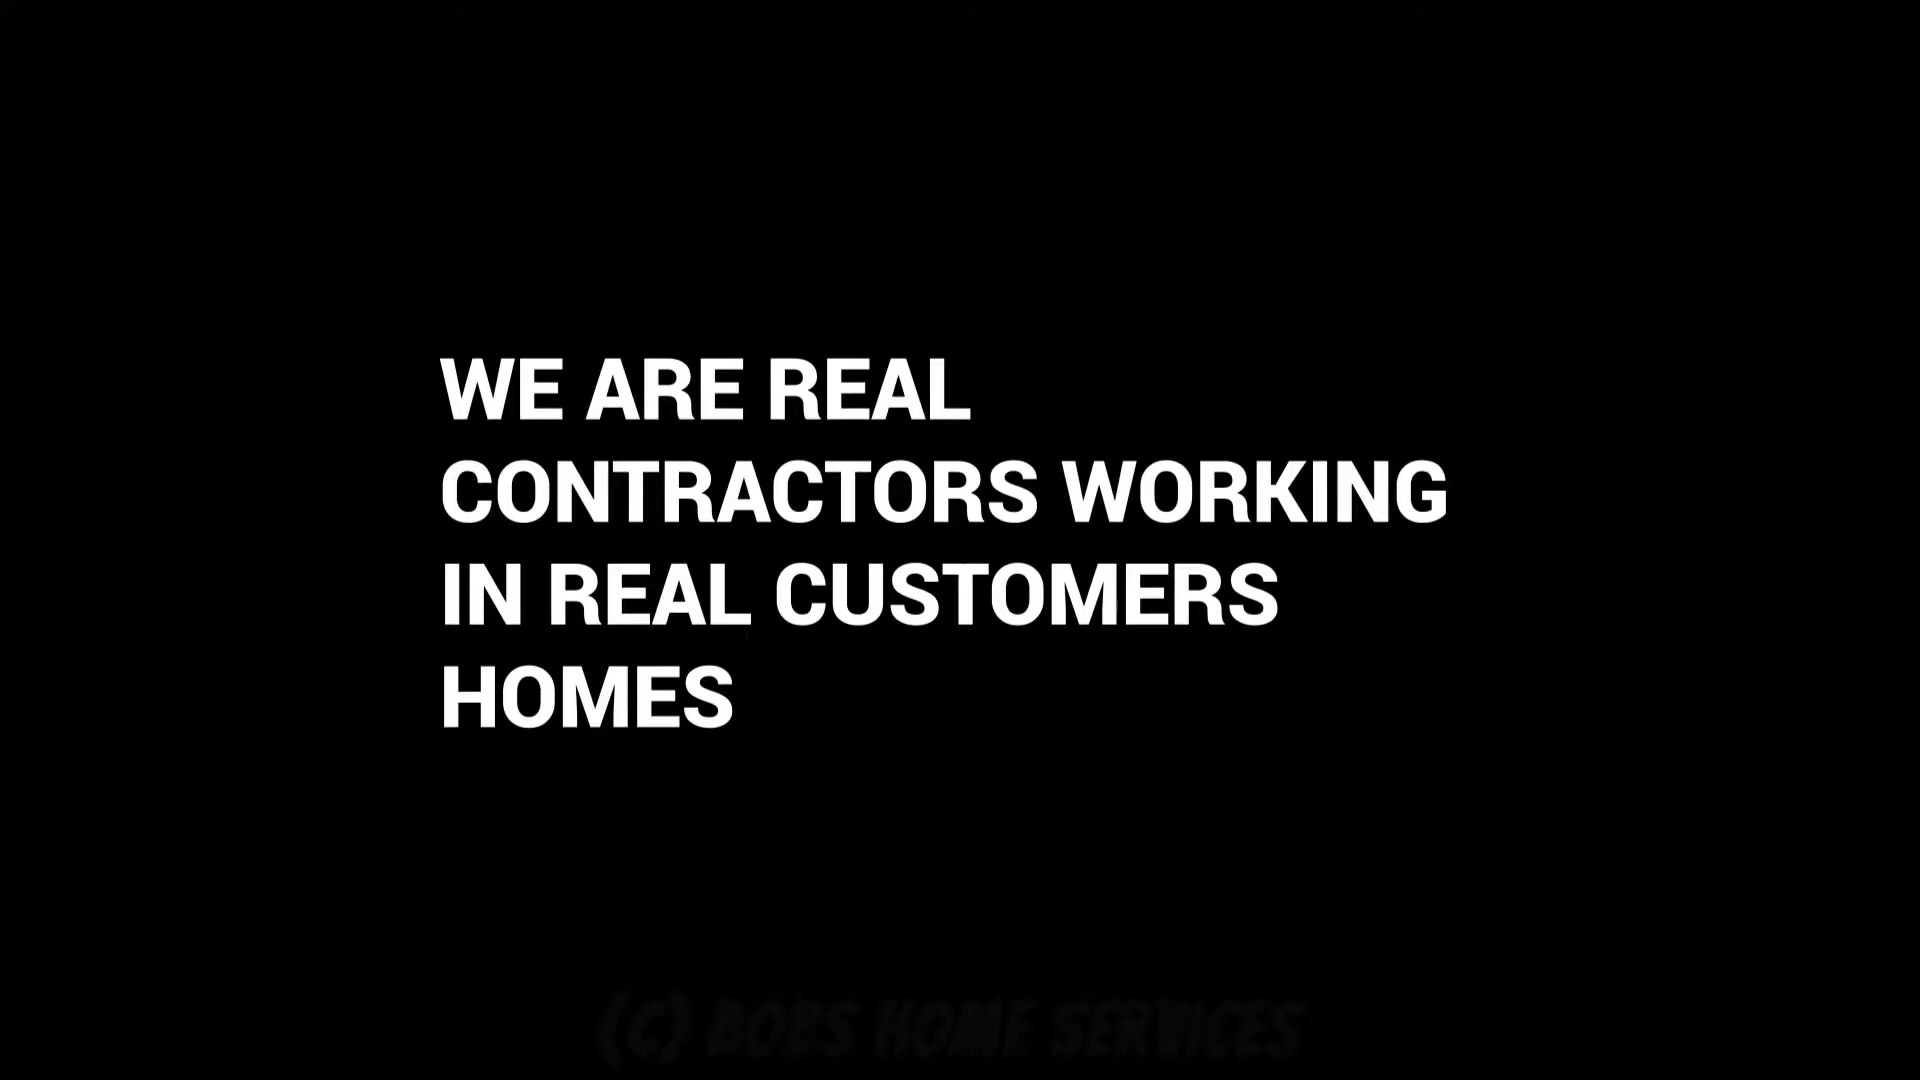 WE ARE REAL
CONTRACTORS WORKING
IN REAL CUSTOMERS
HOMES
(C) BOBS HOME SERVICES